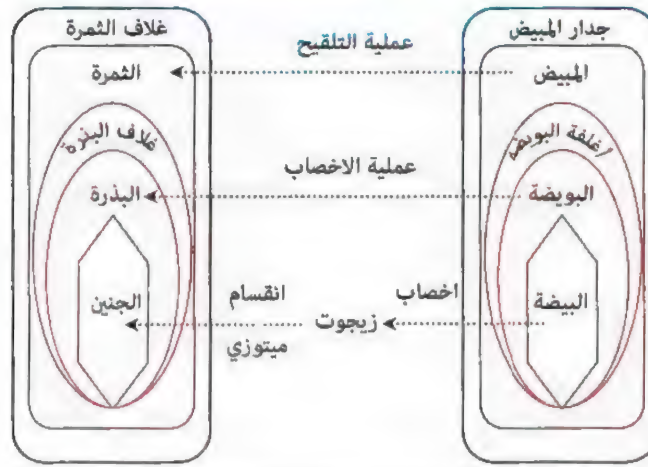 جدار المبيض
غلاف الثمرة
عملية التلقيح
المبيض
الثمرة
أغلفة البويضة
غلاف البذرة
عملية الاخصاب
البويضة
البذرة
اخصاب
انقسام
البيضة
زيجوت
الجنين
ميتوزي